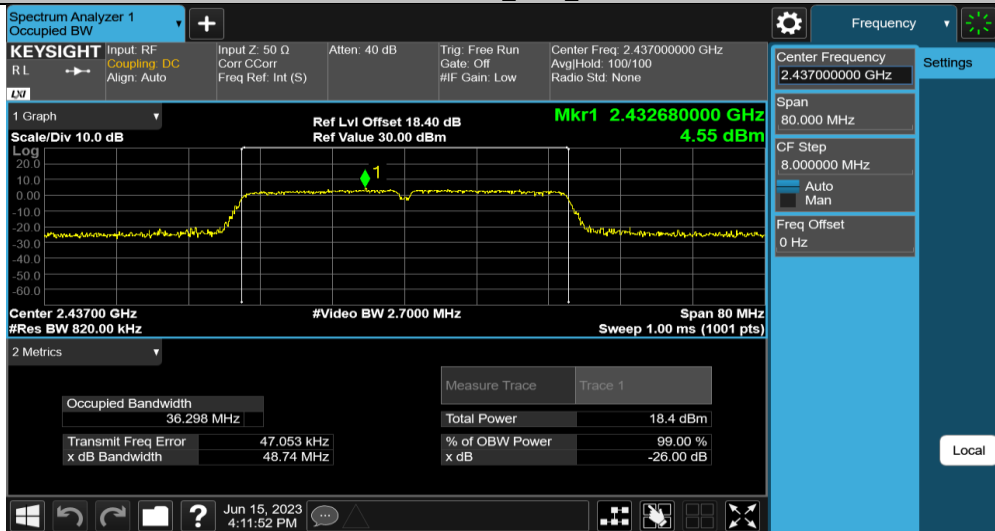 Spectrum Analyzer 1
Occupied BW
+
Frequency
KEYSIGHT
R L
LXI
Input: RF
Coupling: DC
Align: Auto
Input Z: 50 Ω
Corr CCorr
Freq Ref: Int (S)
Atten: 40 dB
Trig: Free Run
Gate: Off
#IF Gain: Low
Center Freq: 2.437000000 GHz
Avg|Hold: 100/100
Radio Std: None
1 Graph
Scale/Div 10.0 dB
Ref Lvl Offset 18.40 dB
Ref Value 30.00 dBm
Mkr1 2.432680000 GHz
4.55 dBm
Log
20.0
10.0
0.00
-10.0
-20.0
-30.0
-40.0
-50.0
-60.0
1
Center 2.43700 GHz
#Res BW 820.00 kHz
#Video BW 2.7000 MHz
Span 80 MHz
Sweep 1.00 ms (1001 pts)
2 Metrics
Measure Trace Trace 1
Occupied Bandwidth
36.298 MHz
Total Power 18.4 dBm
Transmit Freq Error 47.053 kHz
% of OBW Power 99.00 %
x dB Bandwidth 48.74 MHz
x dB -26.00 dB
Center Frequency
2.437000000 GHz
Span
80.000 MHz
CF Step
8.000000 MHz
Auto
Man
Freq Offset
0 Hz
Settings
Local
?
Jun 15, 2023
4:11:52 PM